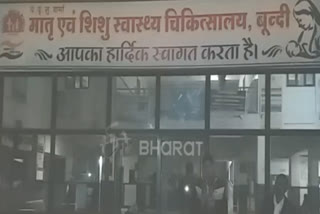 मातृ एवं शिशु स्वास्थ्य चिकित्सालय, बून्दी
आपका हार्दिक स्वागत करता है।
BHARAT